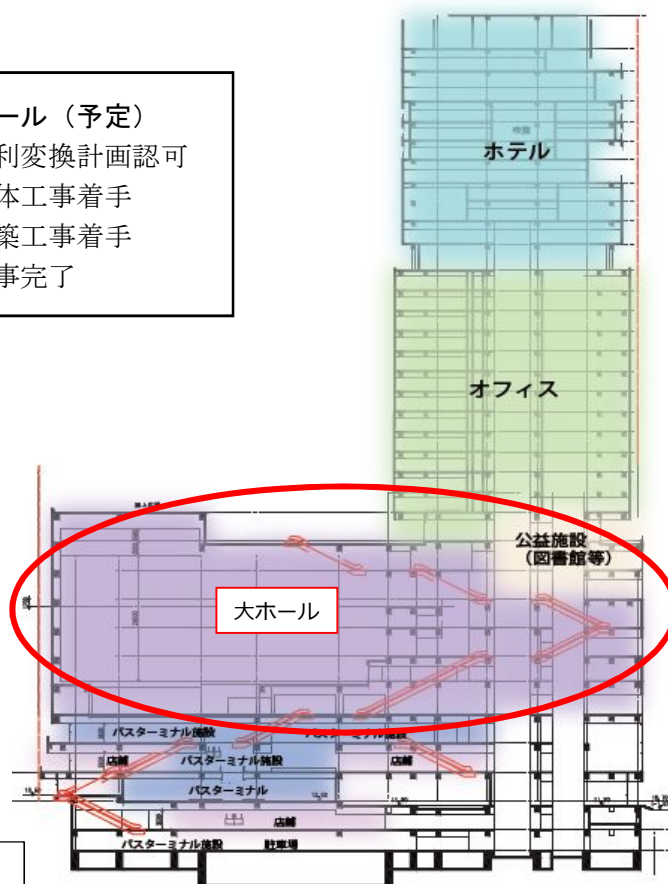 ール（予定）
利変換計画認可
体工事着手
築工事着手
事完了
ホテル
オフィス
公益施設
（図書館等）
大ホール
バスターミナル施設
バスターミナル施設
店舗
バスターミナル施設
店舗
バスターミナル
店舗
バスターミナル施設
駐車場